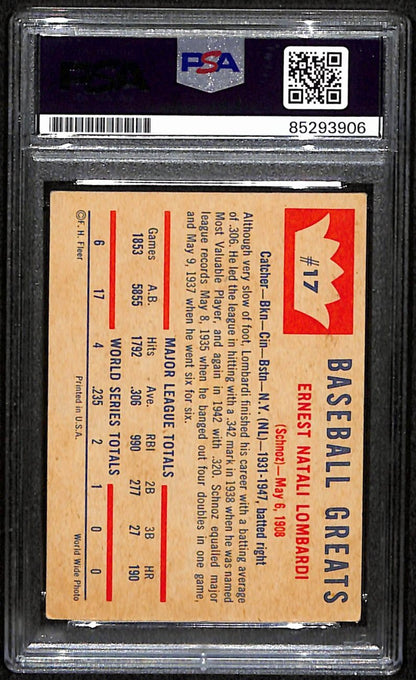 PSA
85293906
#17
BASEBALL GREATS
ERNEST NATALI LOMBARDI
(Schnoz)—May 6, 1908
Catcher—Bkn—Cin—Bstn—N.Y. (NL)—1931-1947, batted right
Although very slow of foot, Lombardi finished his career with a batting average
of .306. He led the league in hitting with a .342 mark in 1938 when he was named
Most Valuable Player, and again in 1942 with .320. Schnoz equalled major
league records May 8, 1935 when he banged out four doubles in one game,
and May 9, 1937 when he went six for six.
MAJOR LEAGUE TOTALS
Games A.B. Hits Ave. RBI 2B 3B HR
1853 5855 1792 .306 990 277 27 190
WORLD SERIES TOTALS
6 17 4 .235 2 1 0 0
©F. H. Fleer Printed in U.S.A. World Wide Photo